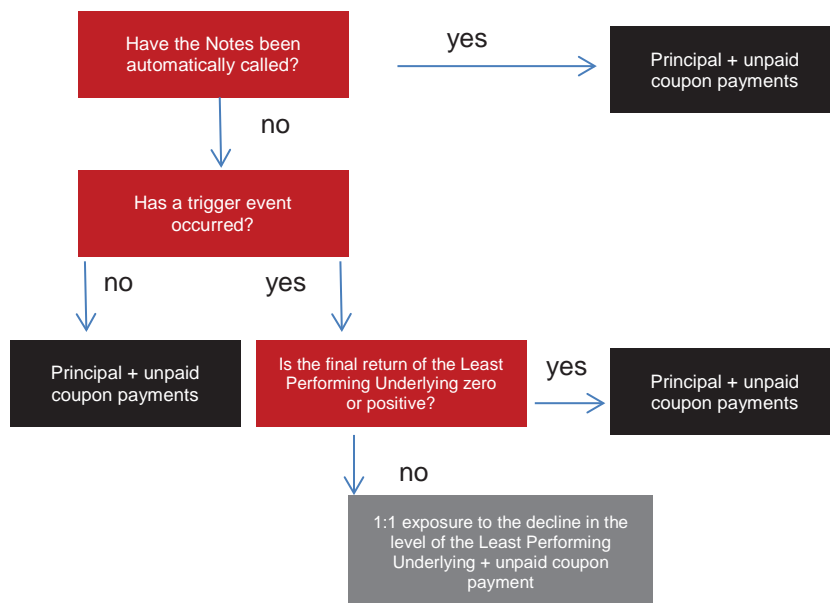 Have the Notes been
automatically called?
yes
Principal + unpaid
coupon payments
no
Has a trigger event
occurred?
no
yes
Principal + unpaid
coupon payments
Is the final return of the Least
Performing Underlying zero
or positive?
yes
Principal + unpaid
coupon payments
no
1:1 exposure to the decline in the
level of the Least Performing
Underlying + unpaid coupon
payment